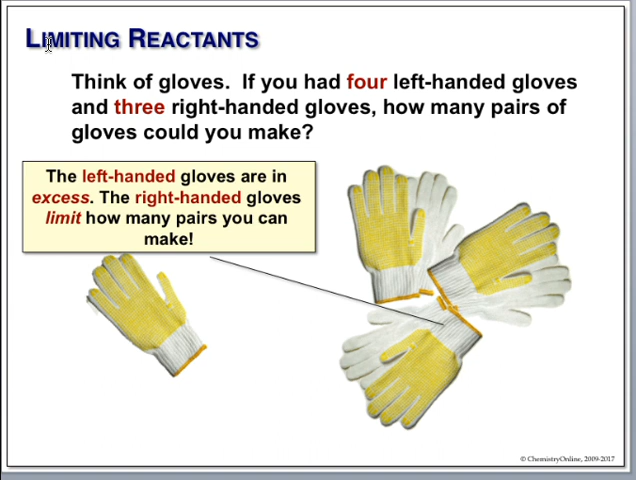 LIMITING REACTANTS
Think of gloves. If you had four left-handed gloves
and three right-handed gloves, how many pairs of
gloves could you make?
The left-handed gloves are in
excess. The right-handed gloves
limit how many pairs you can
make!
© ChemistryOnline, 2009-2017